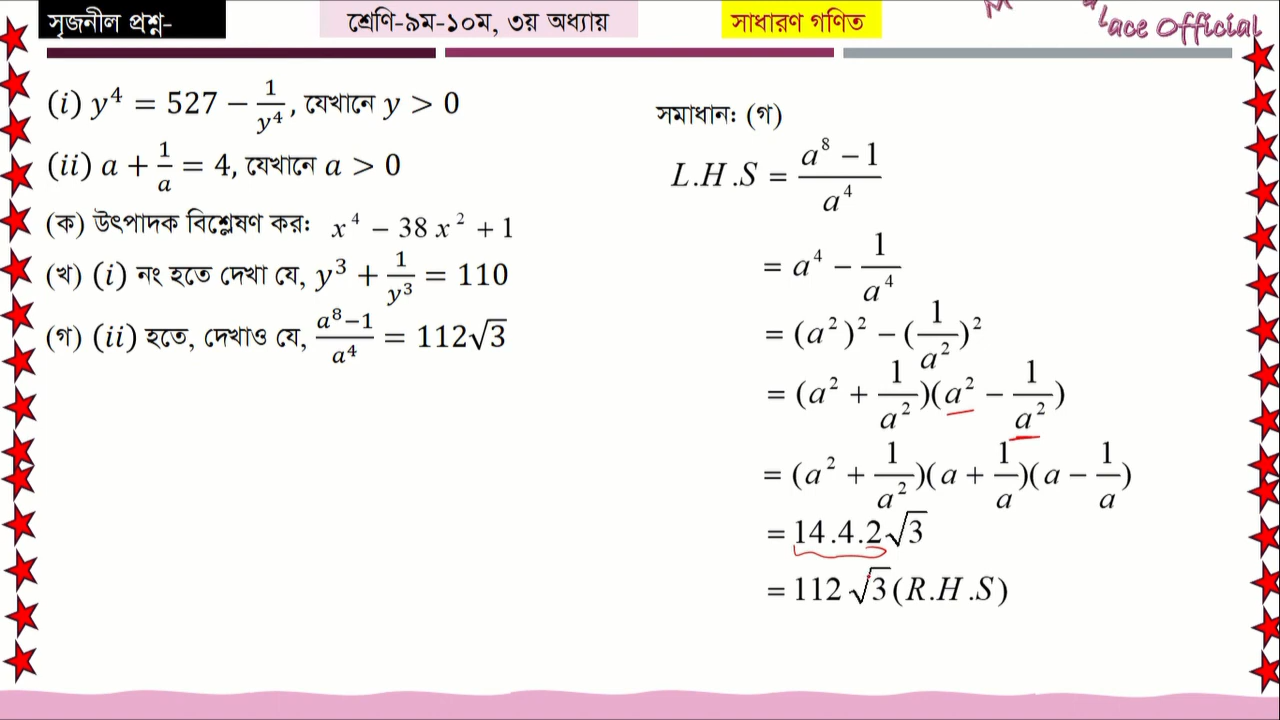 সৃজনীল প্রশ্ন-
শ্রেণি-৯ম-১০ম, ৩য় অধ্যায়
সাধারণ গণিত
lace Official
(i) y⁴ = 527 − 1/y⁴, যেখানে y > 0
(ii) a + 1/a = 4, যেখানে a > 0
(ক) উৎপাদক বিশ্লেষণ কর: x⁴ − 38x² + 1
(খ) (i) নং হতে দেখা যে, y³ + 1/y³ = 110
(গ) (ii) হতে, দেখাও যে, (a⁸−1)/a⁴ = 112√3
সমাধান: (গ)
L.H.S = (a⁸ − 1)/a⁴
= a⁴ − 1/a⁴
= (a²)² − (1/a²)²
= (a² + 1/a²)(a² − 1/a²)
= (a² + 1/a²)(a + 1/a)(a − 1/a)
= 14.4.2√3
= 112√3(R.H.S)